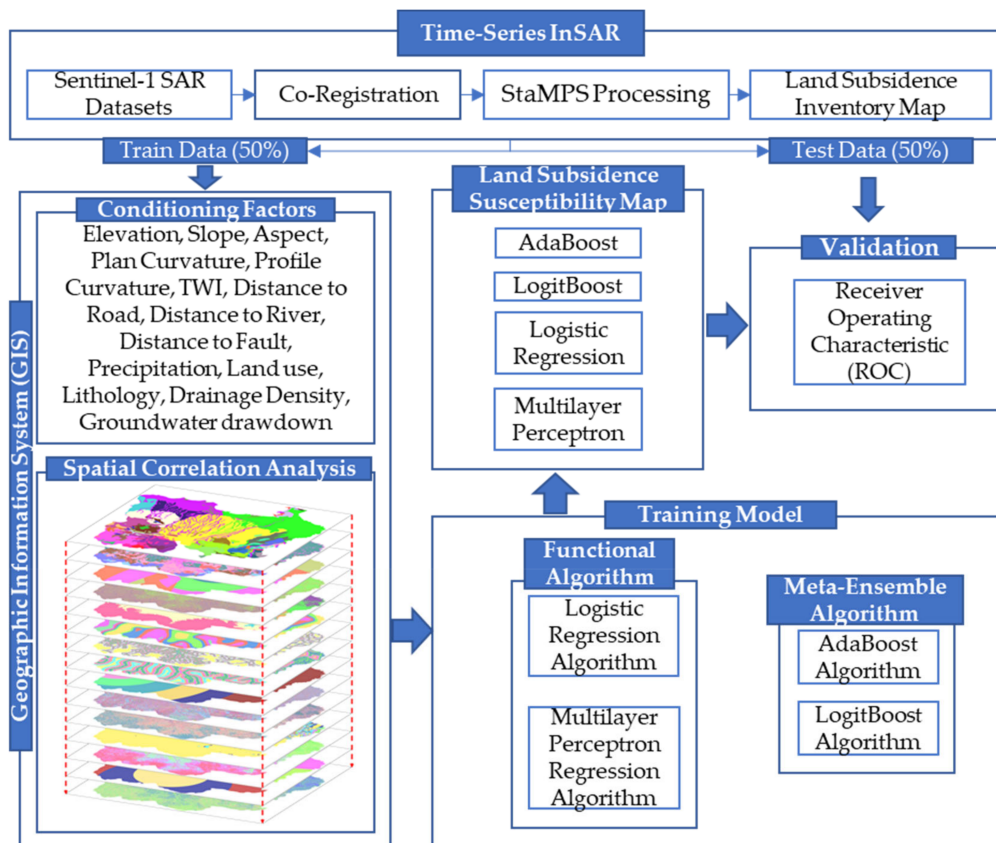 Time-Series InSAR
Sentinel-1 SAR
Datasets
Co-Registration
StaMPS Processing
Land Subsidence
Inventory Map
Train Data (50%)
Test Data (50%)
Geographic Information System (GIS)
Conditioning Factors
Elevation, Slope, Aspect,
Plan Curvature, Profile
Curvature, TWI, Distance to
Road, Distance to River,
Distance to Fault,
Precipitation, Land use,
Lithology, Drainage Density,
Groundwater drawdown
Spatial Correlation Analysis
Land Subsidence
Susceptibility Map
AdaBoost
LogitBoost
Logistic
Regression
Multilayer
Perceptron
Validation
Receiver
Operating
Characteristic
(ROC)
Training Model
Functional
Algorithm
Logistic
Regression
Algorithm
Multilayer
Perceptron
Regression
Algorithm
Meta-Ensemble
Algorithm
AdaBoost
Algorithm
LogitBoost
Algorithm